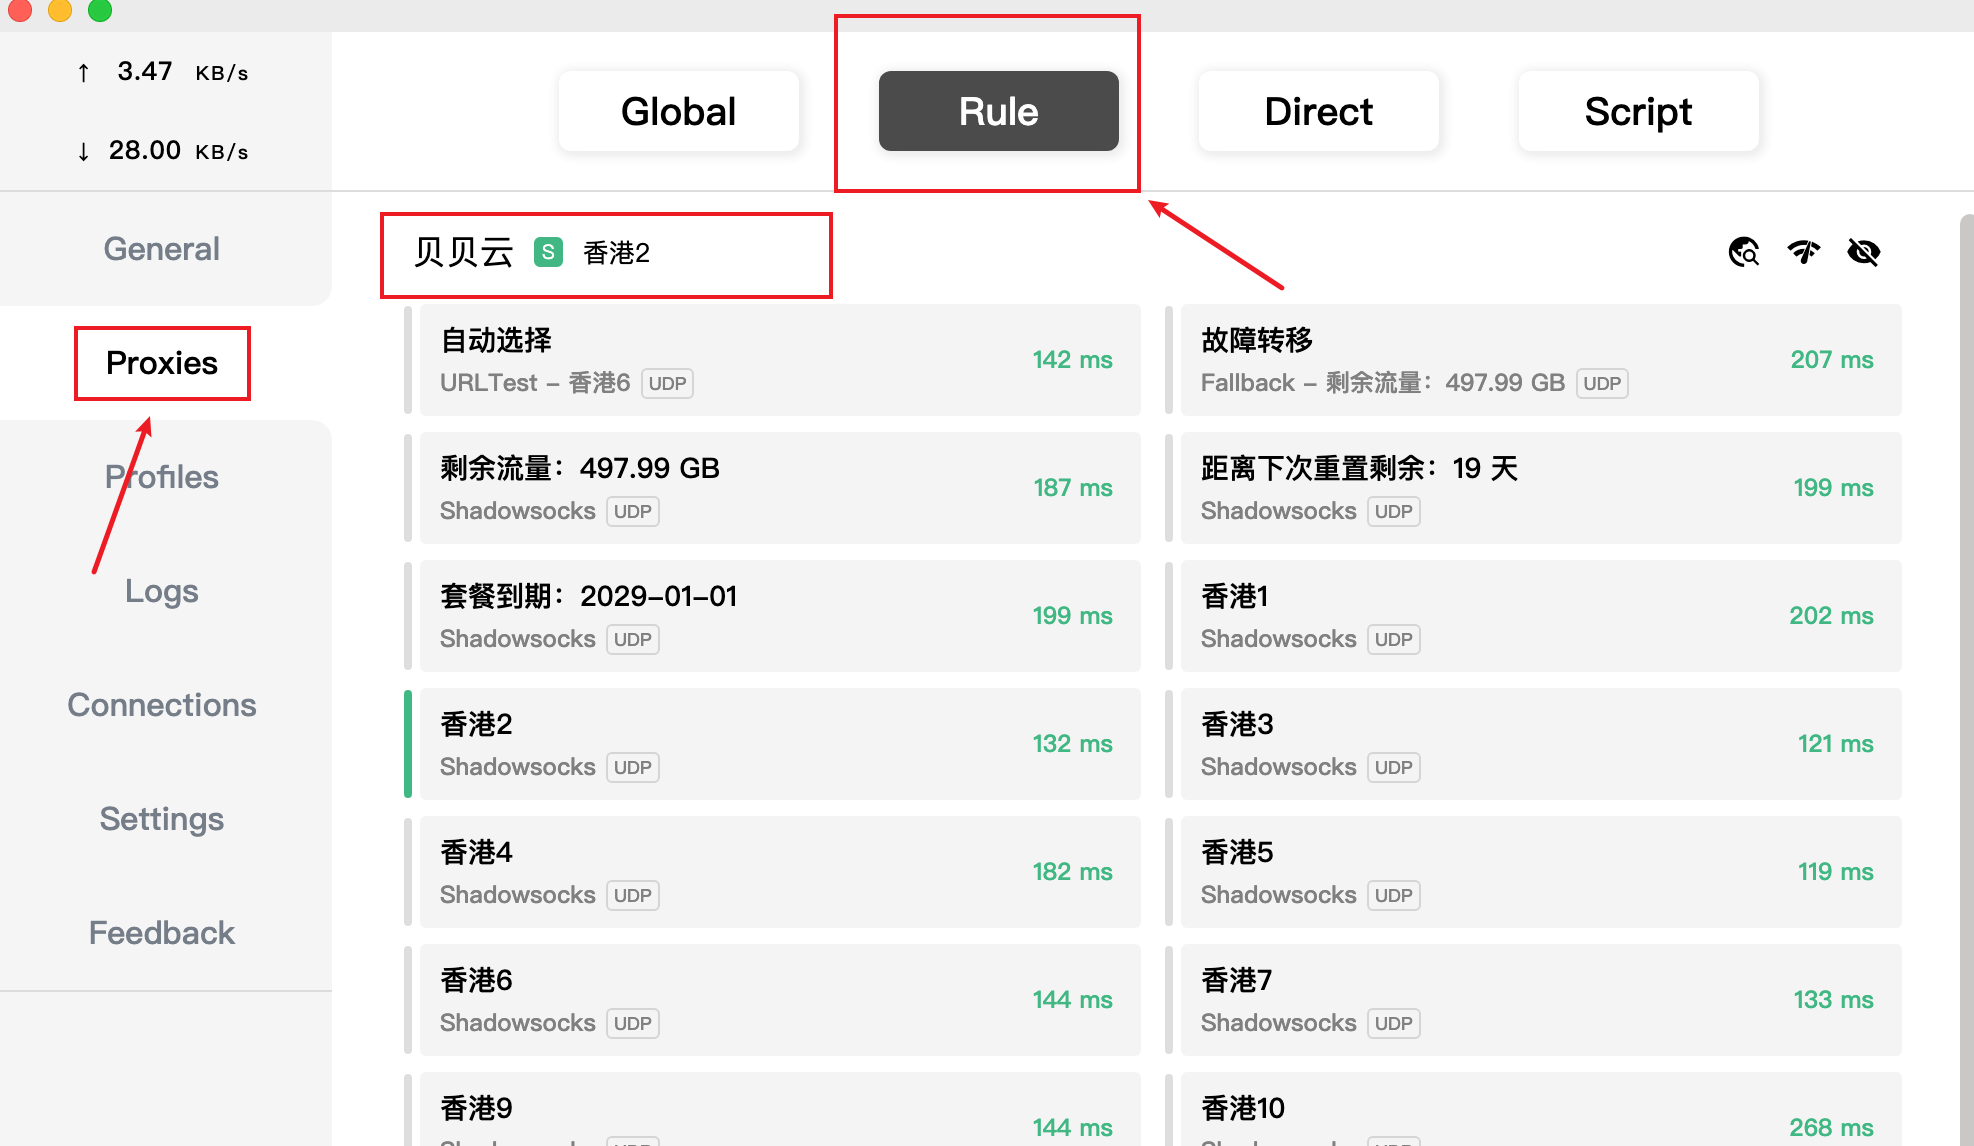 ↑ 3.47 KB/s
↓ 28.00 KB/s
Global
Rule
Direct
Script
General
Proxies
Profiles
Logs
Connections
Settings
Feedback
贝贝云 S 香港2
自动选择
URLTest – 香港6 UDP
142 ms
故障转移
Fallback – 剩余流量：497.99 GB UDP
207 ms
剩余流量：497.99 GB
Shadowsocks UDP
187 ms
距离下次重置剩余：19 天
Shadowsocks UDP
199 ms
套餐到期：2029-01-01
Shadowsocks UDP
199 ms
香港1
Shadowsocks UDP
202 ms
香港2
Shadowsocks UDP
132 ms
香港3
Shadowsocks UDP
121 ms
香港4
Shadowsocks UDP
182 ms
香港5
Shadowsocks UDP
119 ms
香港6
Shadowsocks UDP
144 ms
香港7
Shadowsocks UDP
133 ms
香港9
144 ms
香港10
268 ms